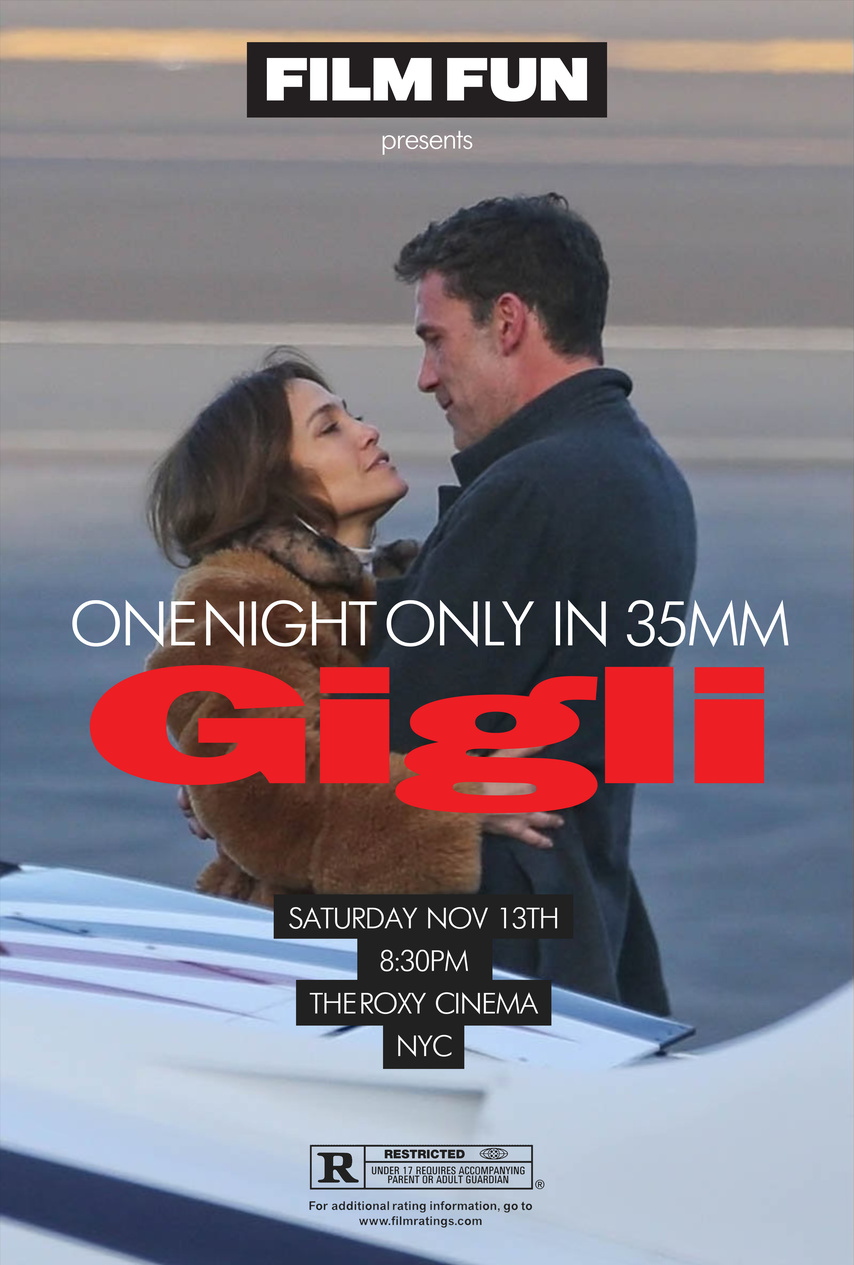 FILM FUN
presents
ONE NIGHT ONLY IN 35MM
Gigli
SATURDAY NOV 13TH
8:30PM
THE ROXY CINEMA
NYC
R
RESTRICTED
UNDER 17 REQUIRES ACCOMPANYING
PARENT OR ADULT GUARDIAN
®
For additional rating information, go to
www.filmratings.com